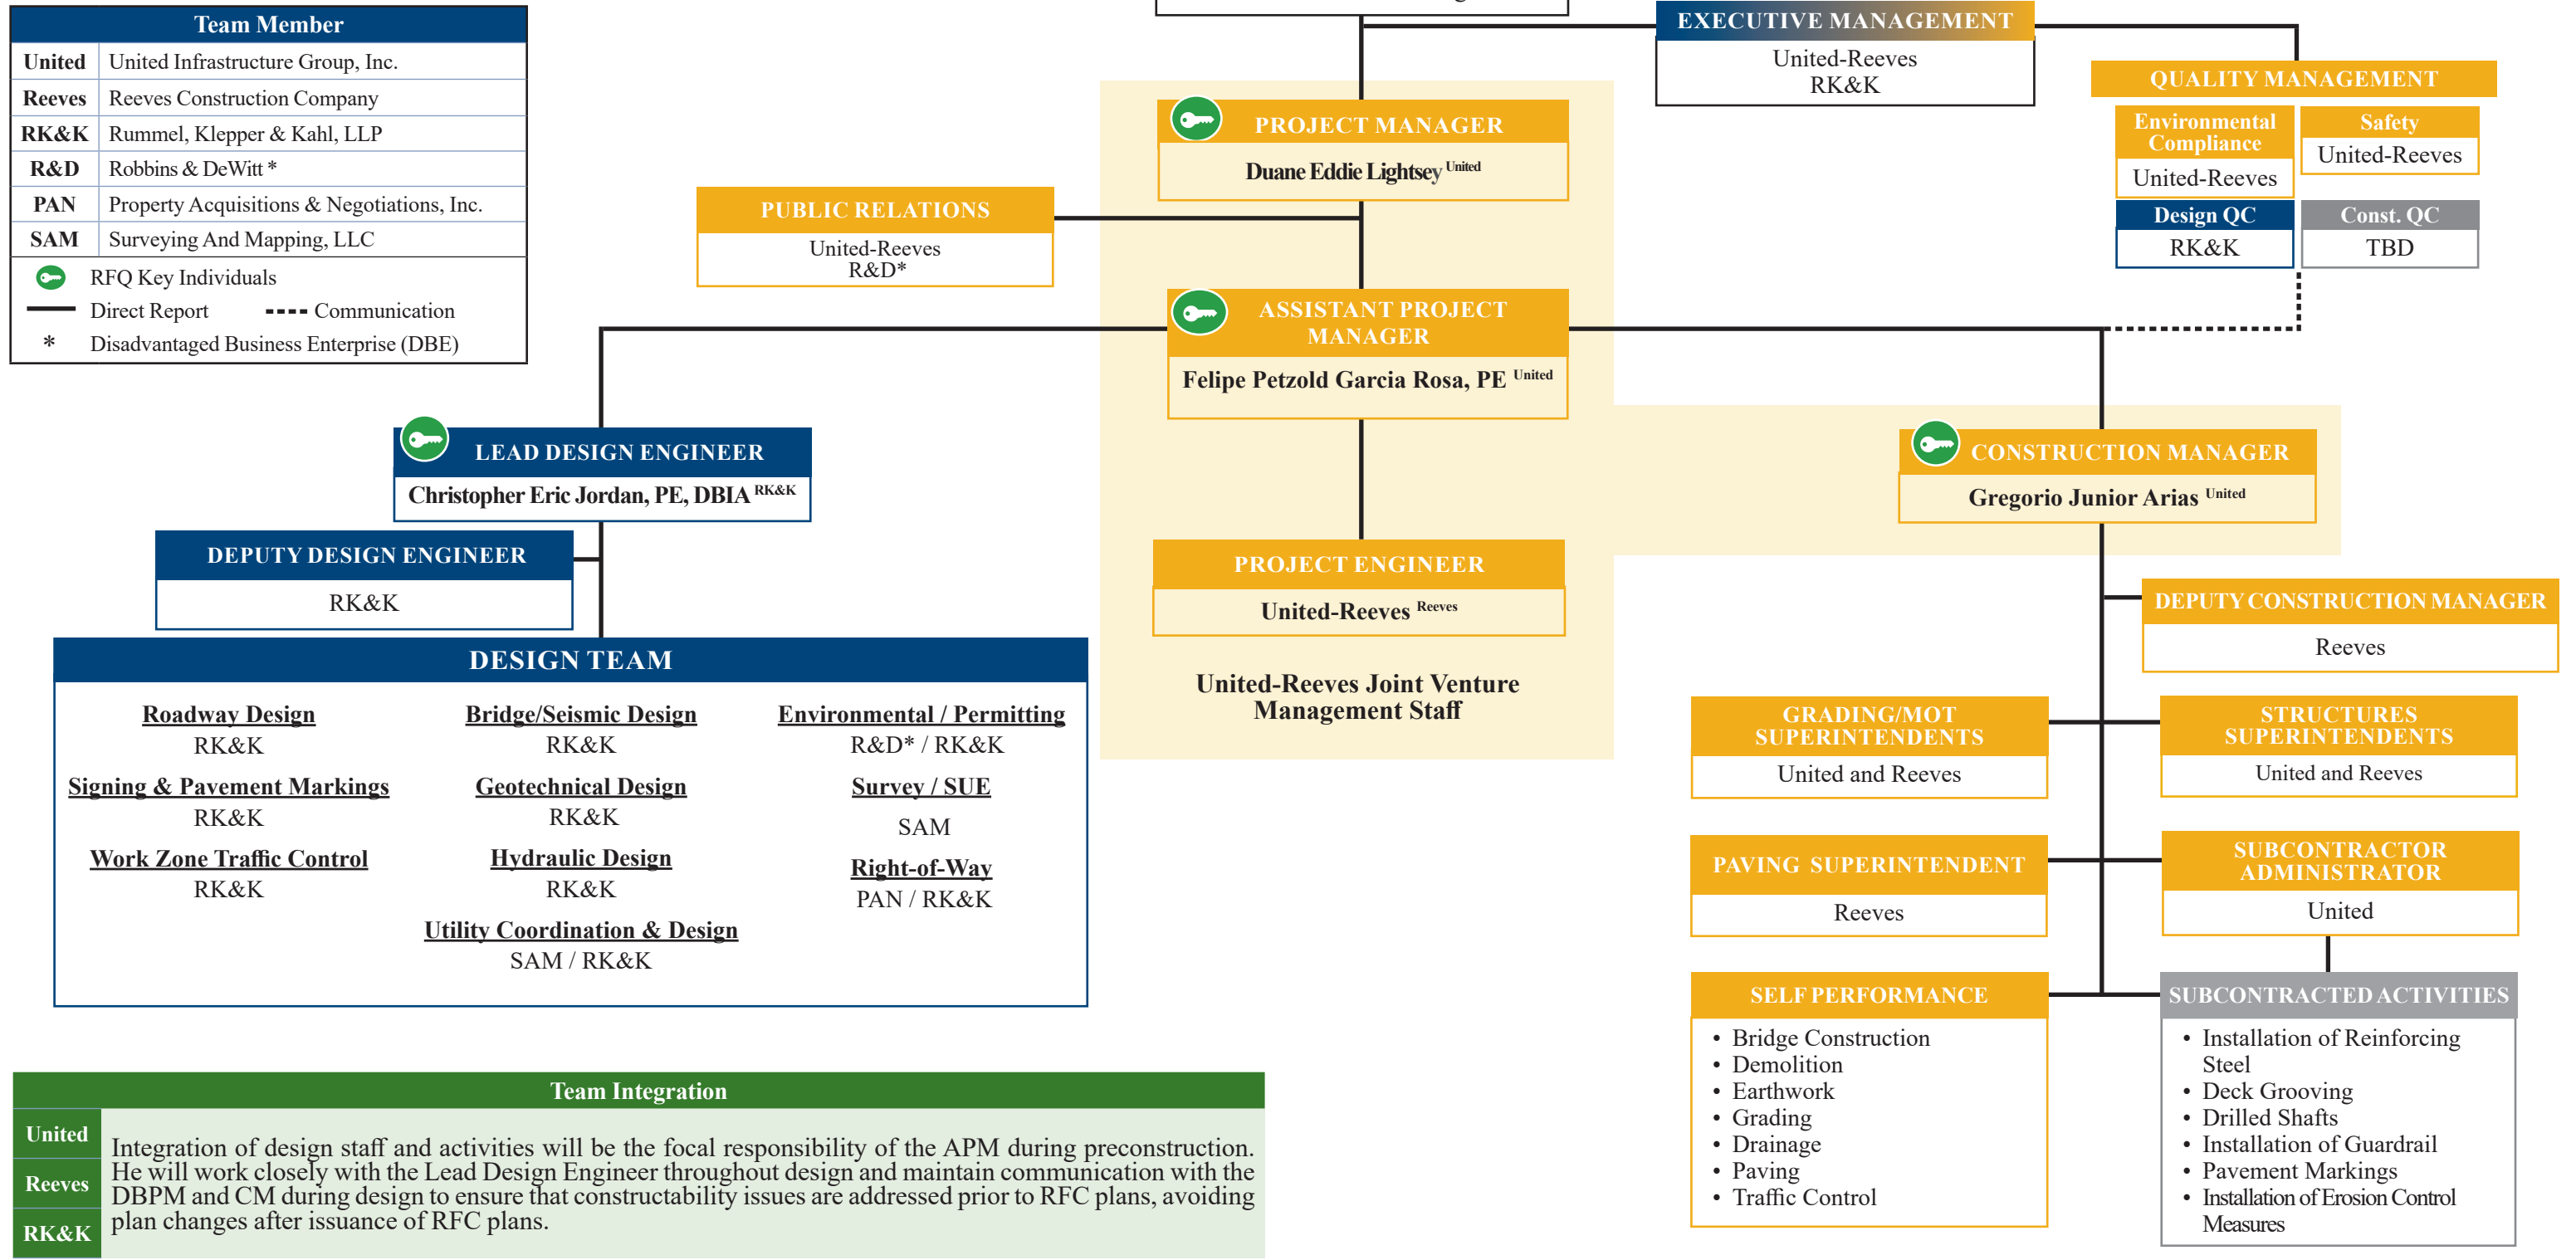 Team Member
United United Infrastructure Group, Inc.
Reeves Reeves Construction Company
RK&K Rummel, Klepper & Kahl, LLP
R&D Robbins & DeWitt *
PAN Property Acquisitions & Negotiations, Inc.
SAM Surveying And Mapping, LLC
RFQ Key Individuals
Direct Report Communication
* Disadvantaged Business Enterprise (DBE)
EXECUTIVE MANAGEMENT
United-Reeves
RK&K
QUALITY MANAGEMENT
Environmental
Compliance
United-Reeves
Safety
United-Reeves
Design QC
RK&K
Const. QC
TBD
PROJECT MANAGER
Duane Eddie Lightsey United
PUBLIC RELATIONS
United-Reeves
R&D*
ASSISTANT PROJECT
MANAGER
Felipe Petzold Garcia Rosa, PE United
LEAD DESIGN ENGINEER
Christopher Eric Jordan, PE, DBIA RK&K
CONSTRUCTION MANAGER
Gregorio Junior Arias United
DEPUTY DESIGN ENGINEER
RK&K
PROJECT ENGINEER
United-Reeves Reeves
United-Reeves Joint Venture
Management Staff
DEPUTY CONSTRUCTION MANAGER
Reeves
DESIGN TEAM
Roadway Design
RK&K
Signing & Pavement Markings
RK&K
Work Zone Traffic Control
RK&K
Bridge/Seismic Design
RK&K
Geotechnical Design
RK&K
Hydraulic Design
RK&K
Utility Coordination & Design
SAM / RK&K
Environmental / Permitting
R&D* / RK&K
Survey / SUE
SAM
Right-of-Way
PAN / RK&K
GRADING/MOT
SUPERINTENDENTS
United and Reeves
STRUCTURES
SUPERINTENDENTS
United and Reeves
PAVING SUPERINTENDENT
Reeves
SUBCONTRACTOR
ADMINISTRATOR
United
SELF PERFORMANCE
• Bridge Construction
• Demolition
• Earthwork
• Grading
• Drainage
• Paving
• Traffic Control
SUBCONTRACTED ACTIVITIES
• Installation of Reinforcing
Steel
• Deck Grooving
• Drilled Shafts
• Installation of Guardrail
• Pavement Markings
• Installation of Erosion Control
Measures
Team Integration
United
Reeves
RK&K
Integration of design staff and activities will be the focal responsibility of the APM during preconstruction.
He will work closely with the Lead Design Engineer throughout design and maintain communication with the
DBPM and CM during design to ensure that constructability issues are addressed prior to RFC plans, avoiding
plan changes after issuance of RFC plans.